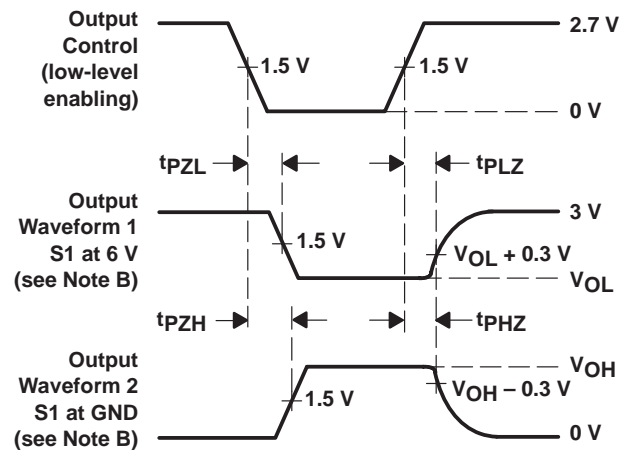 Output
Control
(low-level
enabling)
2.7 V
1.5 V
1.5 V
0 V
tPZL
tPLZ
Output
Waveform 1
S1 at 6 V
(see Note B)
3 V
1.5 V
VOL + 0.3 V
VOL
tPZH
tPHZ
Output
Waveform 2
S1 at GND
(see Note B)
VOH
1.5 V
VOH – 0.3 V
0 V